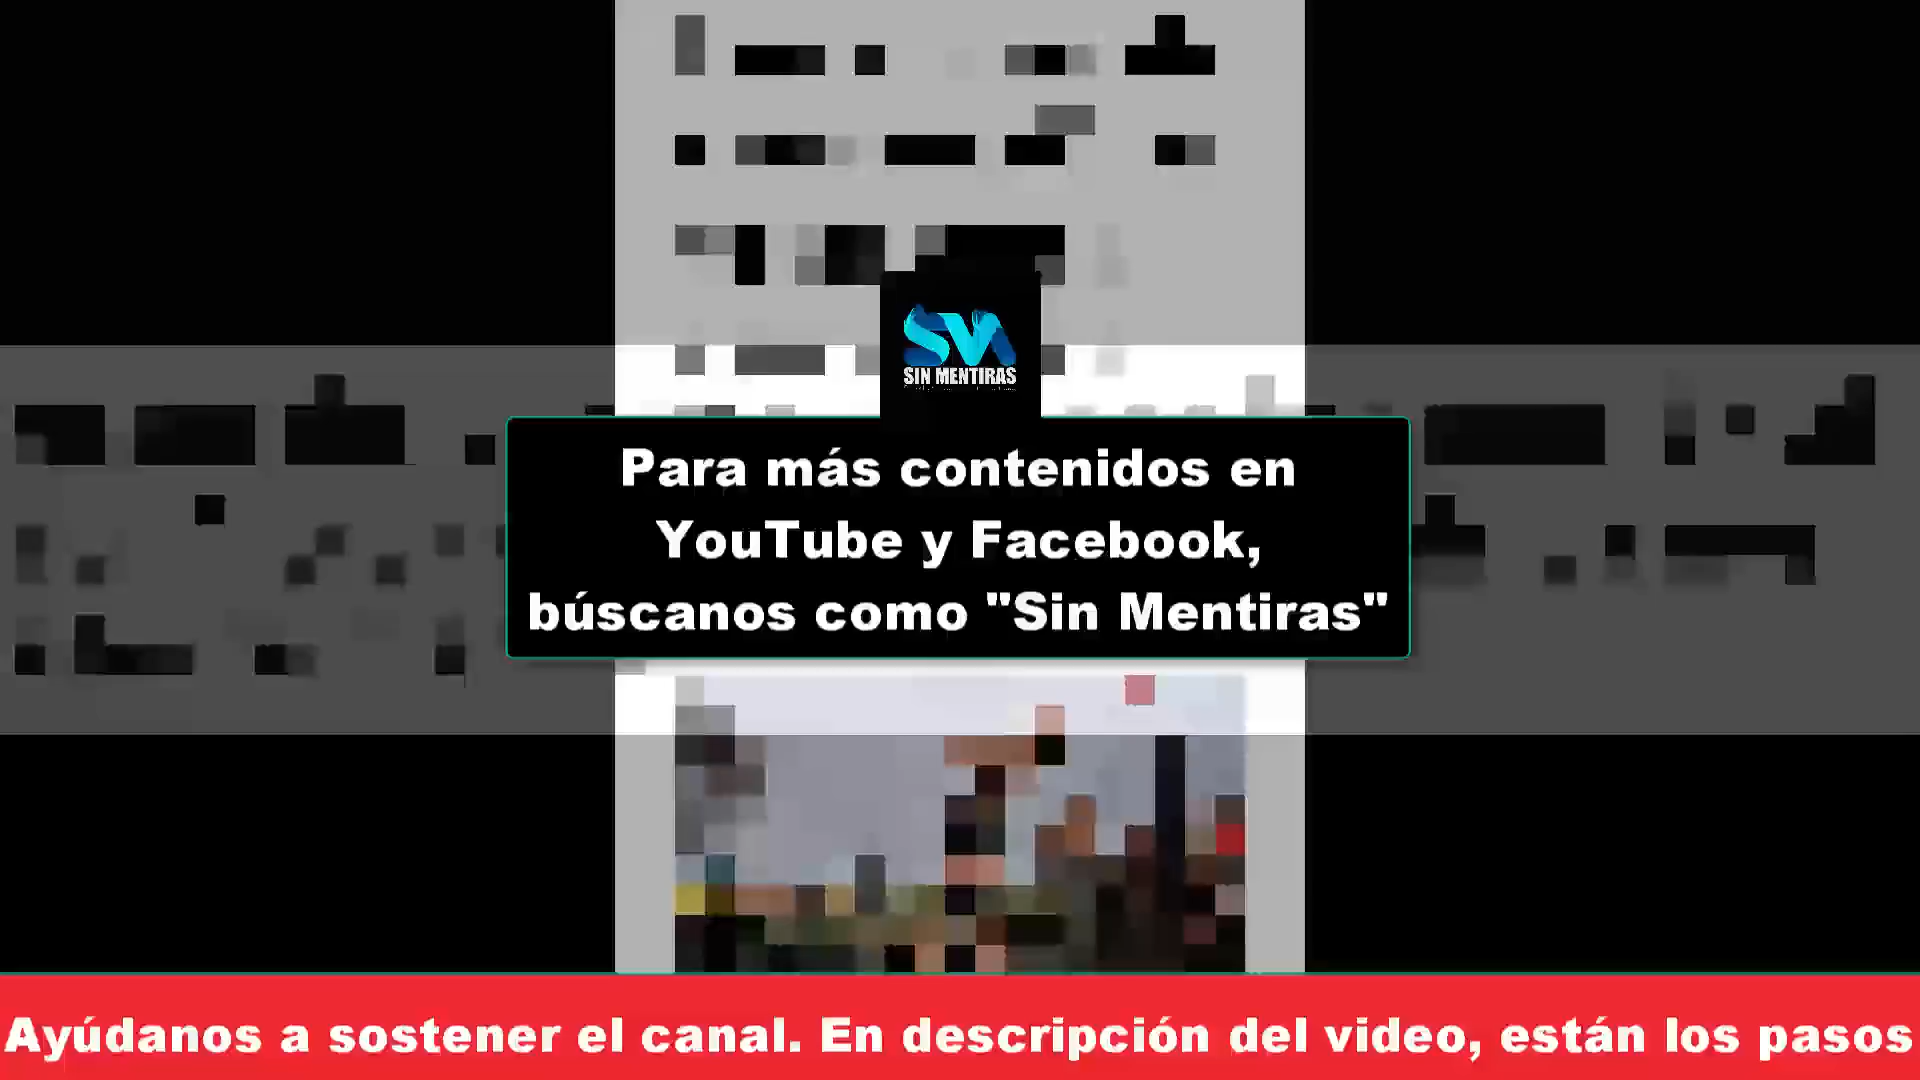 SIN MENTIRAS
Para más contenidos en
YouTube y Facebook,
búscanos como "Sin Mentiras"
Ayúdanos a sostener el canal. En descripción del video, están los pasos